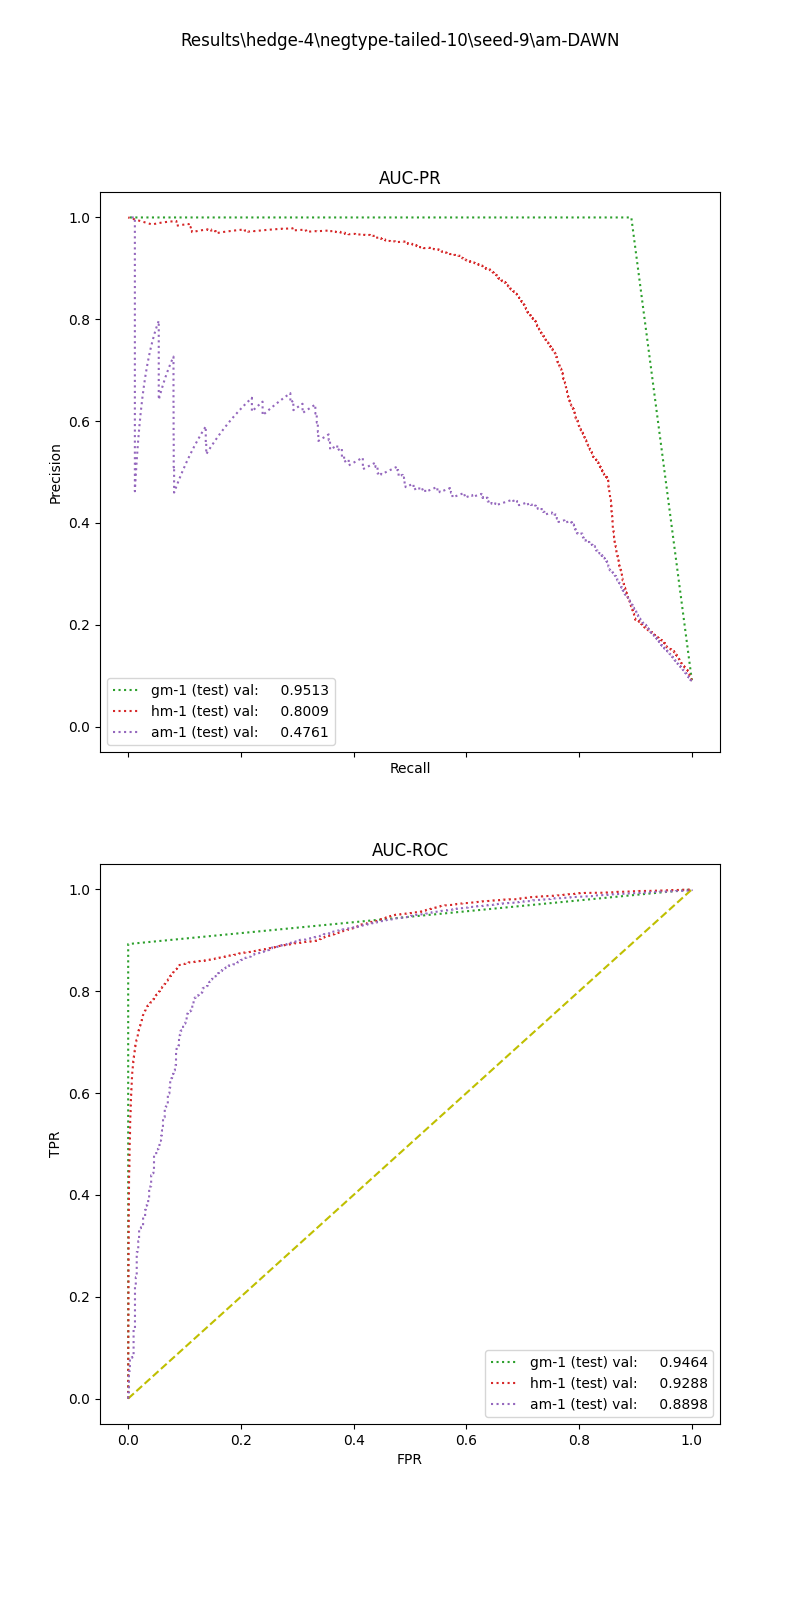 Results\hedge-4\negtype-tailed-10\seed-9\am-DAWN
AUC-PR
1.0
0.8
0.6
0.4
0.2
0.0
Precision
gm-1 (test) val: 0.9513
hm-1 (test) val: 0.8009
am-1 (test) val: 0.4761
Recall
AUC-ROC
1.0
0.8
0.6
0.4
0.2
0.0
TPR
gm-1 (test) val: 0.9464
hm-1 (test) val: 0.9288
am-1 (test) val: 0.8898
0.0 0.2 0.4 0.6 0.8 1.0
FPR